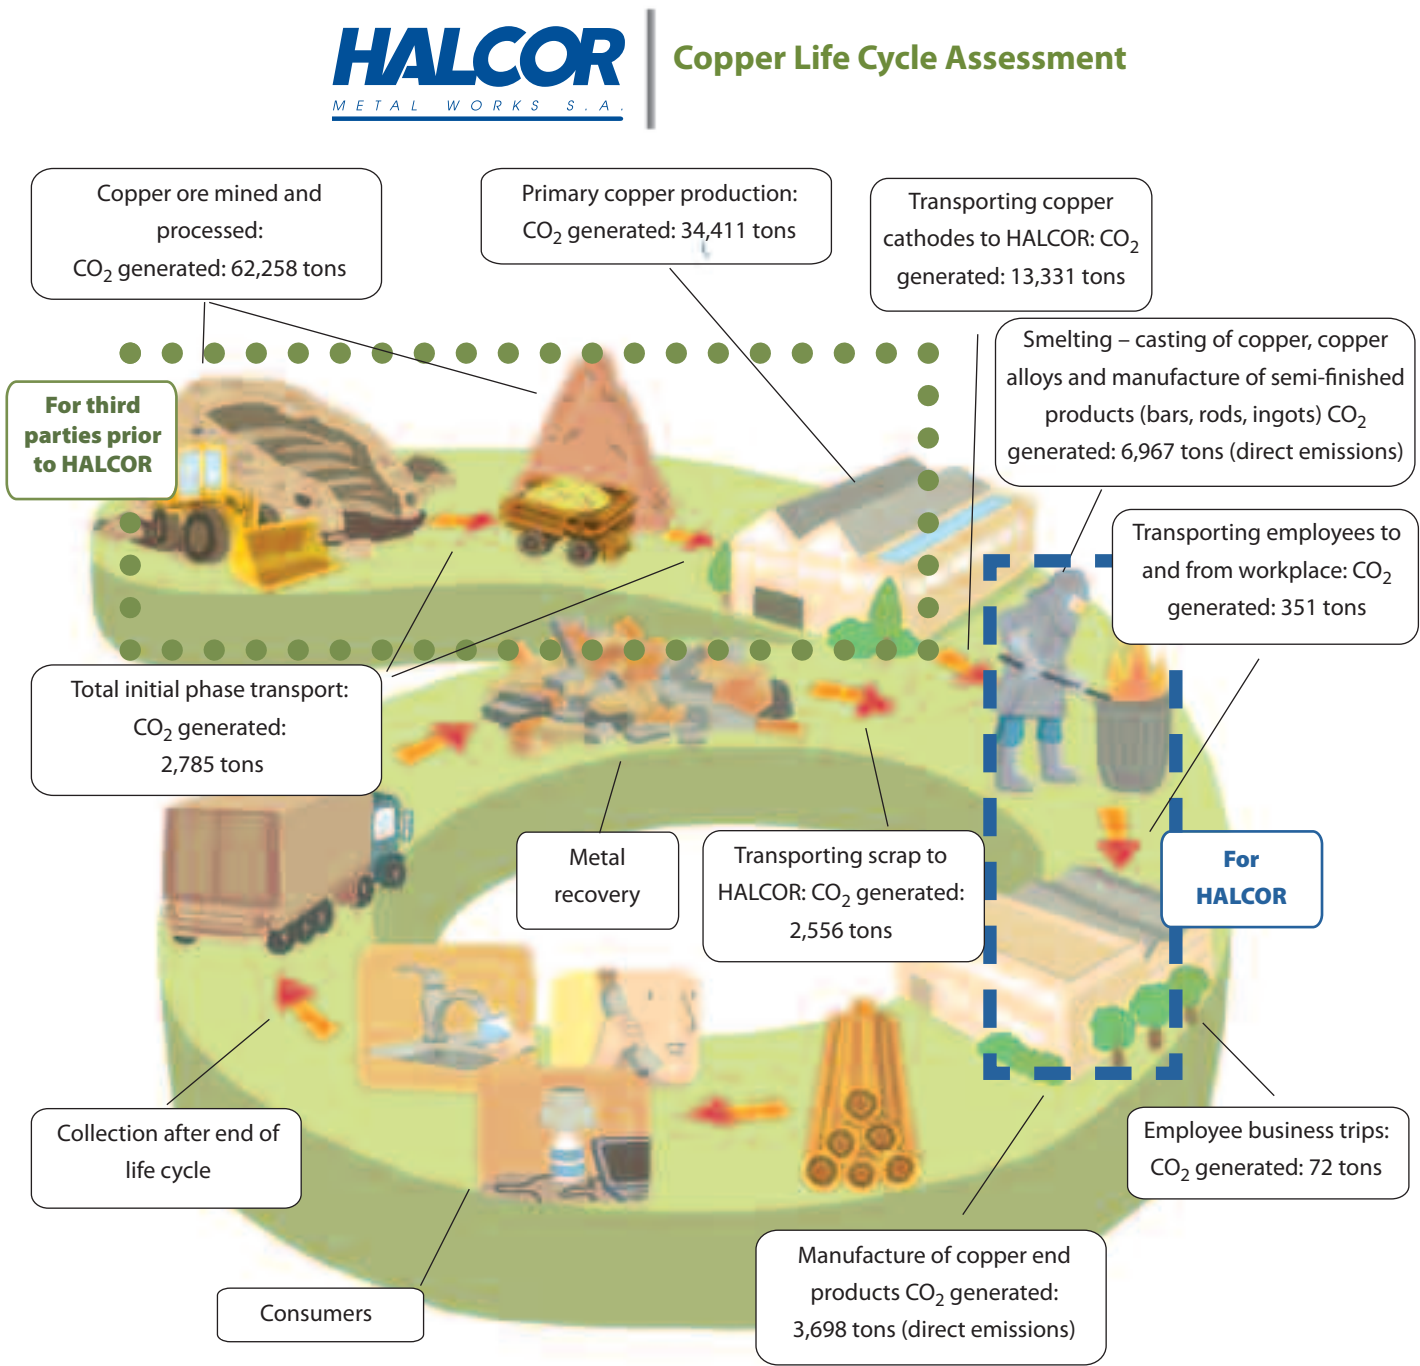 HALCOR
METAL WORKS S.A.
Copper Life Cycle Assessment
Copper ore mined and
processed:
CO2 generated: 62,258 tons
Primary copper production:
CO2 generated: 34,411 tons
Transporting copper
cathodes to HALCOR: CO2
generated: 13,331 tons
Smelting – casting of copper, copper
alloys and manufacture of semi-finished
products (bars, rods, ingots) CO2
generated: 6,967 tons (direct emissions)
For third
parties prior
to HALCOR
Transporting employees to
and from workplace: CO2
generated: 351 tons
Total initial phase transport:
CO2 generated:
2,785 tons
Metal
recovery
Transporting scrap to
HALCOR: CO2 generated:
2,556 tons
For
HALCOR
Collection after end of
life cycle
Employee business trips:
CO2 generated: 72 tons
Manufacture of copper end
products CO2 generated:
3,698 tons (direct emissions)
Consumers